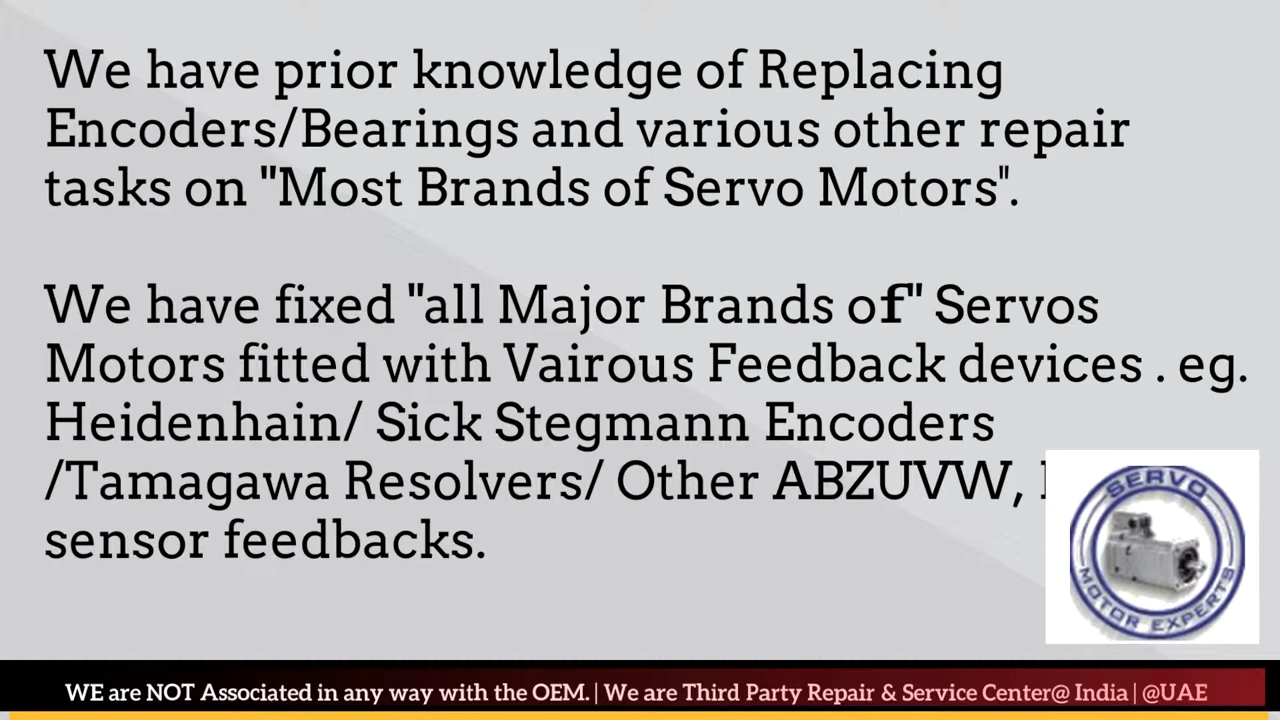 We have prior knowledge of Replacing
Encoders/Bearings and various other repair
tasks on "Most Brands of Servo Motors".
We have fixed "all Major Brands of" Servos
Motors fitted with Vairous Feedback devices . eg.
Heidenhain/ Sick Stegmann Encoders
/Tamagawa Resolvers/ Other ABZUVW,
sensor feedbacks.
SERVO
MOTOR EXPERTS
WE are NOT Associated in any way with the OEM. | We are Third Party Repair & Service Center@ India | @UAE